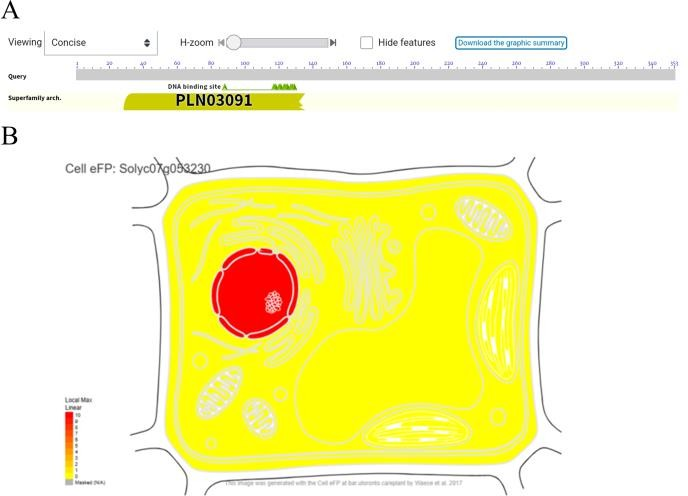 A
Viewing Concise H-zoom Hide features Download the graphic summary
1 20 40 60 80 100 120 140 160 180 200 220 240 260 280 300 320 340 353
Query
DNA binding site
Superfamily arch. PLN03091
B
Cell eFP: Solyc07g053230
Local Max
Linear
10
9
8
7
6
5
4
3
2
1
0
Masked (N/A)
This image was generated with the Cell eFP at bar.utoronto.ca/eplant by Waese et al. 2017